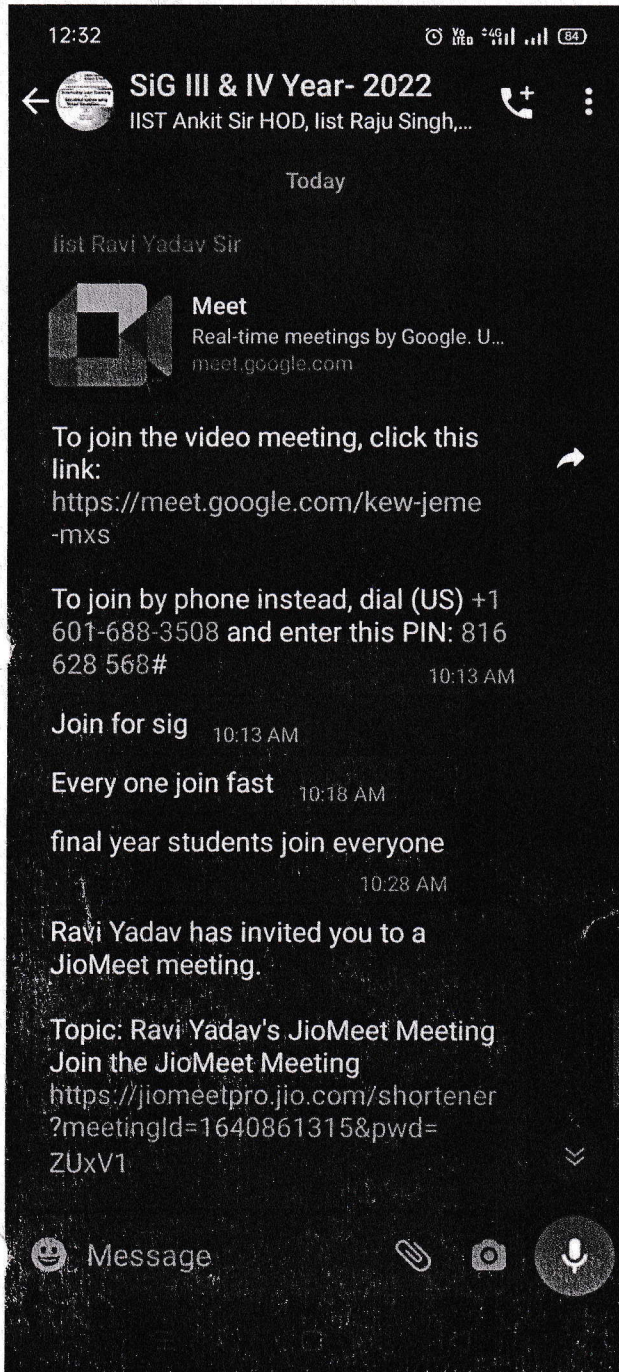 12:32
Vo LTED 4G 84
SiG III & IV Year- 2022
IIST Ankit Sir HOD, Iist Raju Singh,...
Today
Iist Ravi Yadav Sir
Meet
Real-time meetings by Google. U...
meet.google.com
To join the video meeting, click this
link:
https://meet.google.com/kew-jeme
-mxs
To join by phone instead, dial (US) +1
601-688-3508 and enter this PIN: 816
628 568#
10:13 AM
Join for sig 10:13 AM
Every one join fast 10:18 AM
final year students join everyone
10:28 AM
Ravi Yadav has invited you to a
JioMeet meeting.
Topic: Ravi Yadav's JioMeet Meeting
Join the JioMeet Meeting
https://jiomeetpro.jio.com/shortener
?meetingId=1640861315&pwd=
ZUxV1
Message